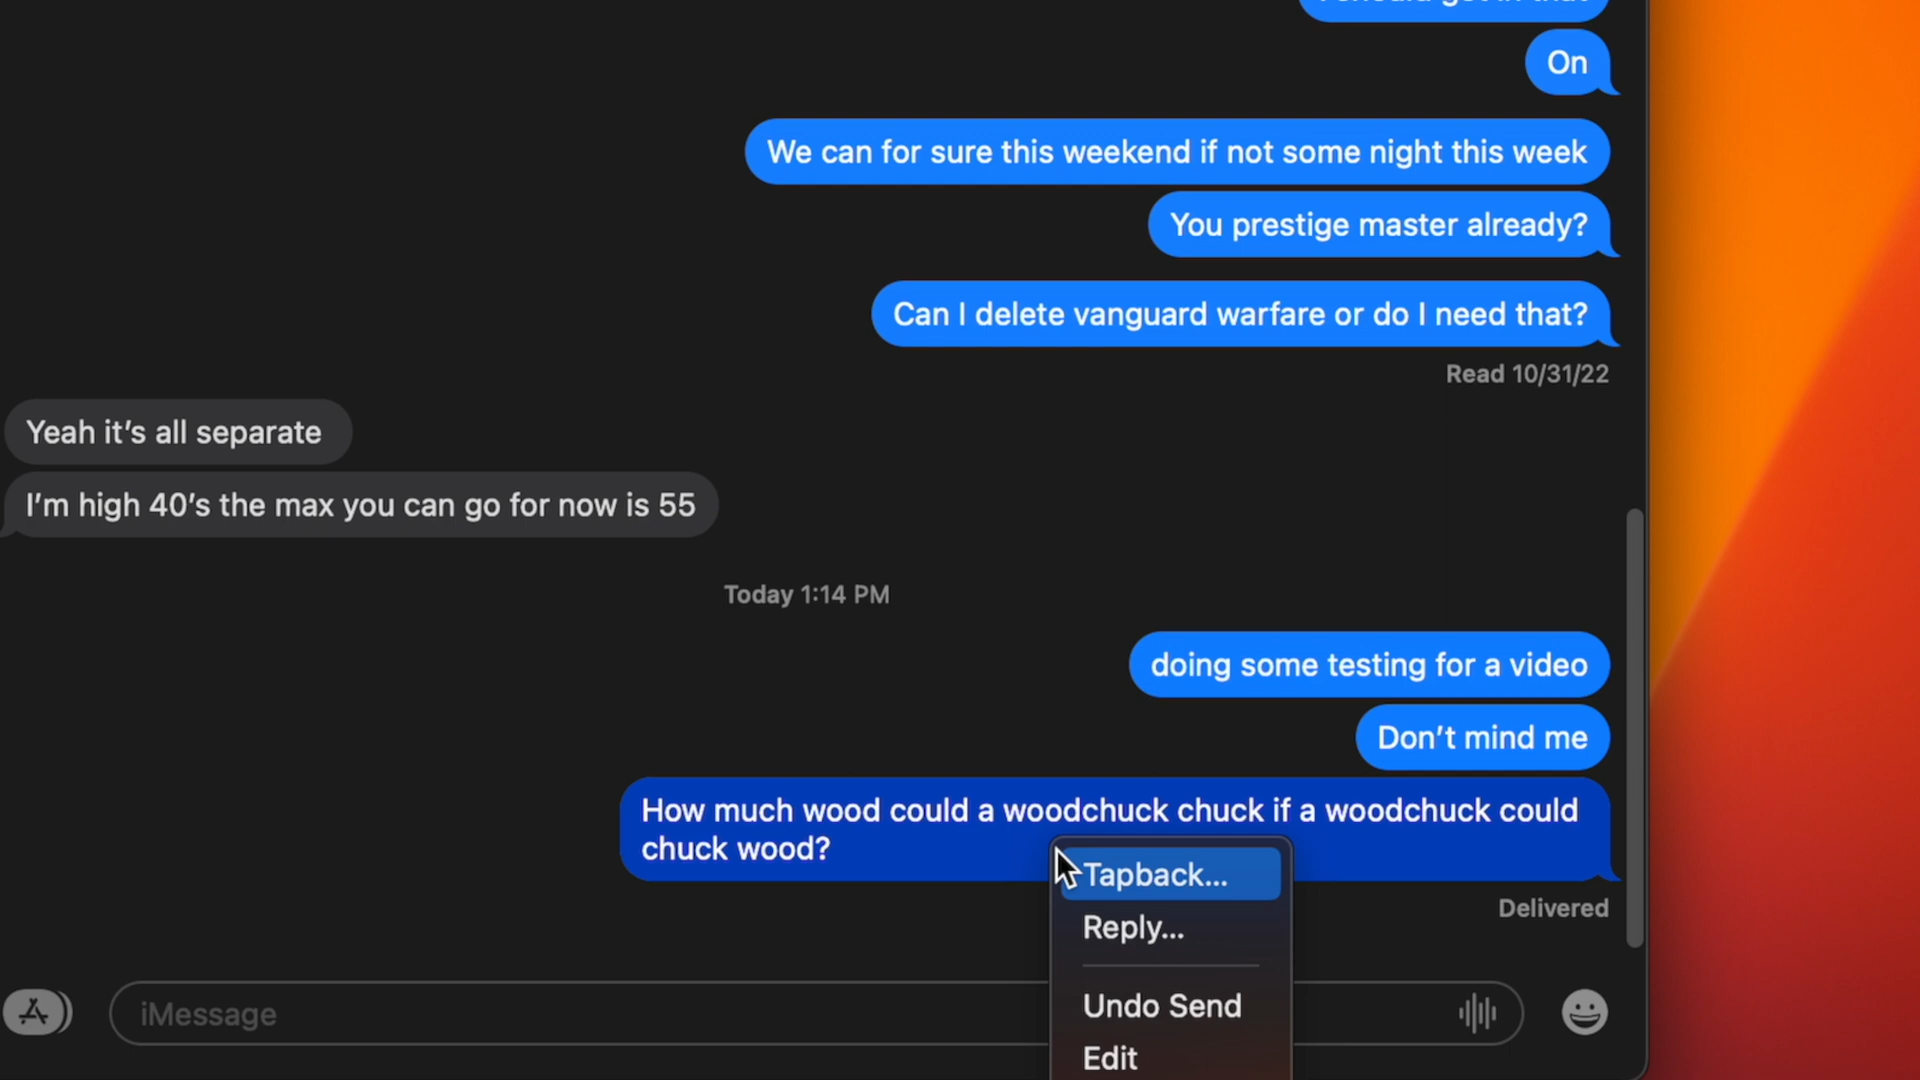 On
We can for sure this weekend if not some night this week
You prestige master already?
Can I delete vanguard warfare or do I need that?
Read 10/31/22
Yeah it’s all separate
I’m high 40’s the max you can go for now is 55
Today 1:14 PM
doing some testing for a video
Don’t mind me
How much wood could a woodchuck chuck if a woodchuck could
chuck wood?
Tapback...
Delivered
Reply...
Undo Send
iMessage
Edit